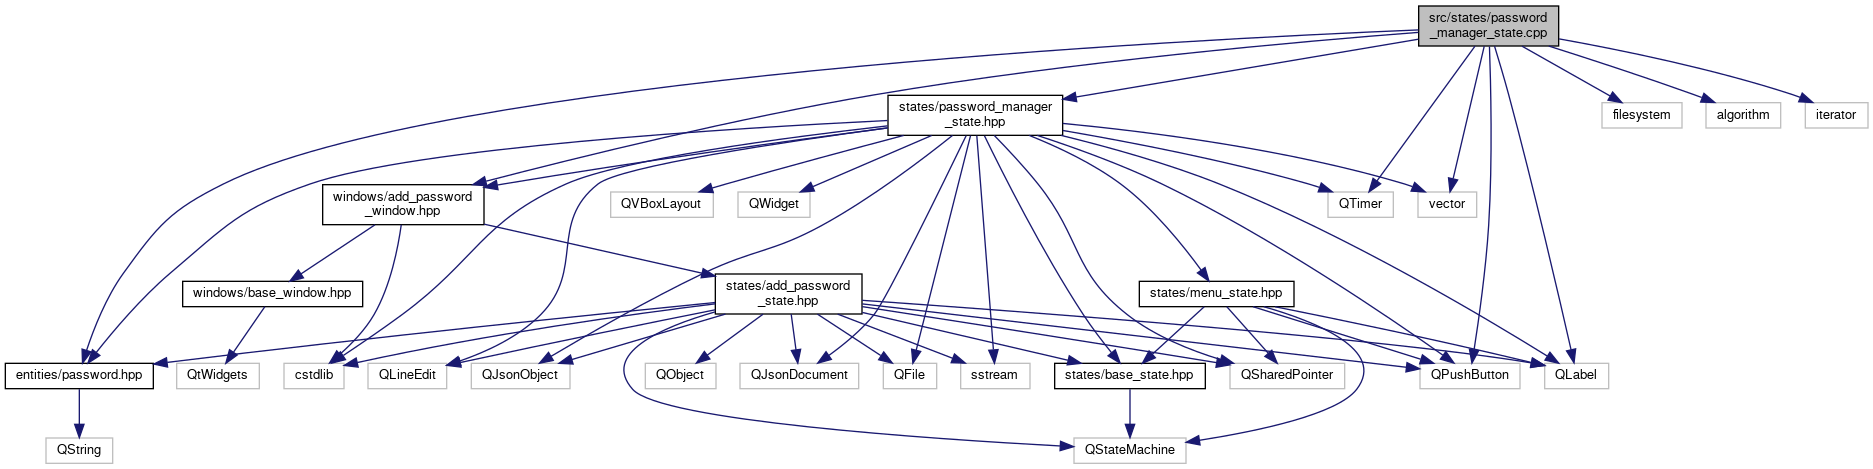 src/states/password
_manager_state.cpp
states/password_manager
_state.hpp
filesystem
algorithm
iterator
windows/add_password
_window.hpp
QVBoxLayout
QWidget
QTimer
vector
windows/base_window.hpp
states/add_password
_state.hpp
states/menu_state.hpp
entities/password.hpp
QtWidgets
cstdlib
QLineEdit
QJsonObject
QObject
QJsonDocument
QFile
sstream
states/base_state.hpp
QSharedPointer
QPushButton
QLabel
QString
QStateMachine